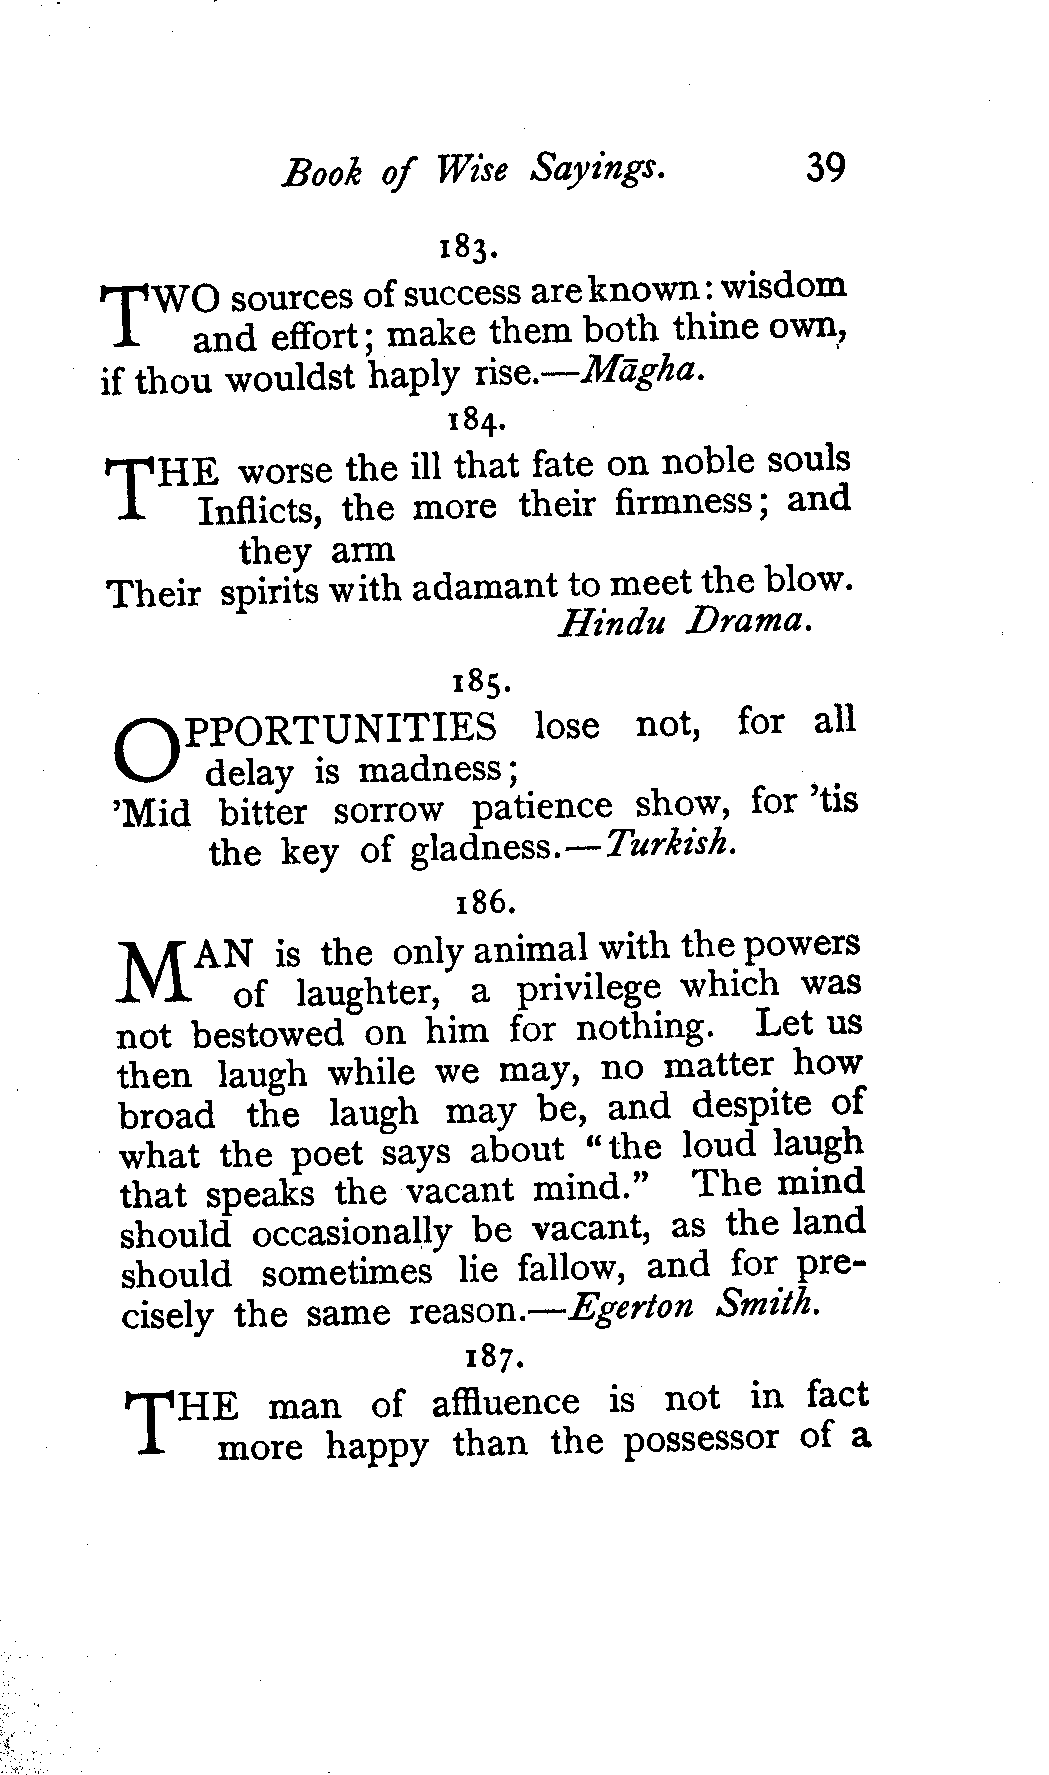 Book of Wise Sayings. 39
183.
TWO sources of success are known: wisdom
and effort; make them both thine own,
if thou wouldst haply rise.—Māgha.
184.
THE worse the ill that fate on noble souls
Inflicts, the more their firmness; and
they arm
Their spirits with adamant to meet the blow.
Hindu Drama.
185.
OPPORTUNITIES lose not, for all
delay is madness;
’Mid bitter sorrow patience show, for ’tis
the key of gladness.—Turkish.
186.
MAN is the only animal with the powers
of laughter, a privilege which was
not bestowed on him for nothing. Let us
then laugh while we may, no matter how
broad the laugh may be, and despite of
what the poet says about “the loud laugh
that speaks the vacant mind.” The mind
should occasionally be vacant, as the land
should sometimes lie fallow, and for pre-
cisely the same reason.—Egerton Smith.
187.
THE man of affluence is not in fact
more happy than the possessor of a